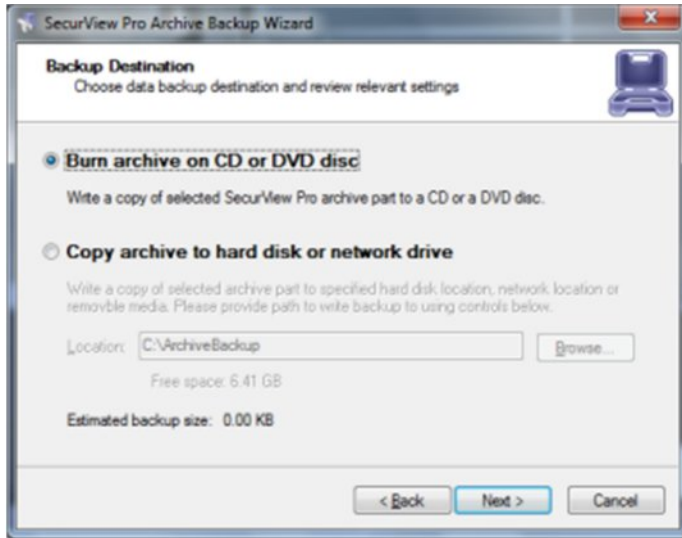 SecurView Pro Archive Backup Wizard
Backup Destination
Choose data backup destination and review relevant settings
Burn archive on CD or DVD disc
Write a copy of selected SecurView Pro archive part to a CD or a DVD disc.
Copy archive to hard disk or network drive
Write a copy of selected archive part to specified hard disk location, network location or
removble media. Please provide path to write backup to using controls below.
Location: C:\ArchiveBackup Browse...
Free space: 6.41 GB
Estimated backup size: 0.00 KB
< Back Next > Cancel